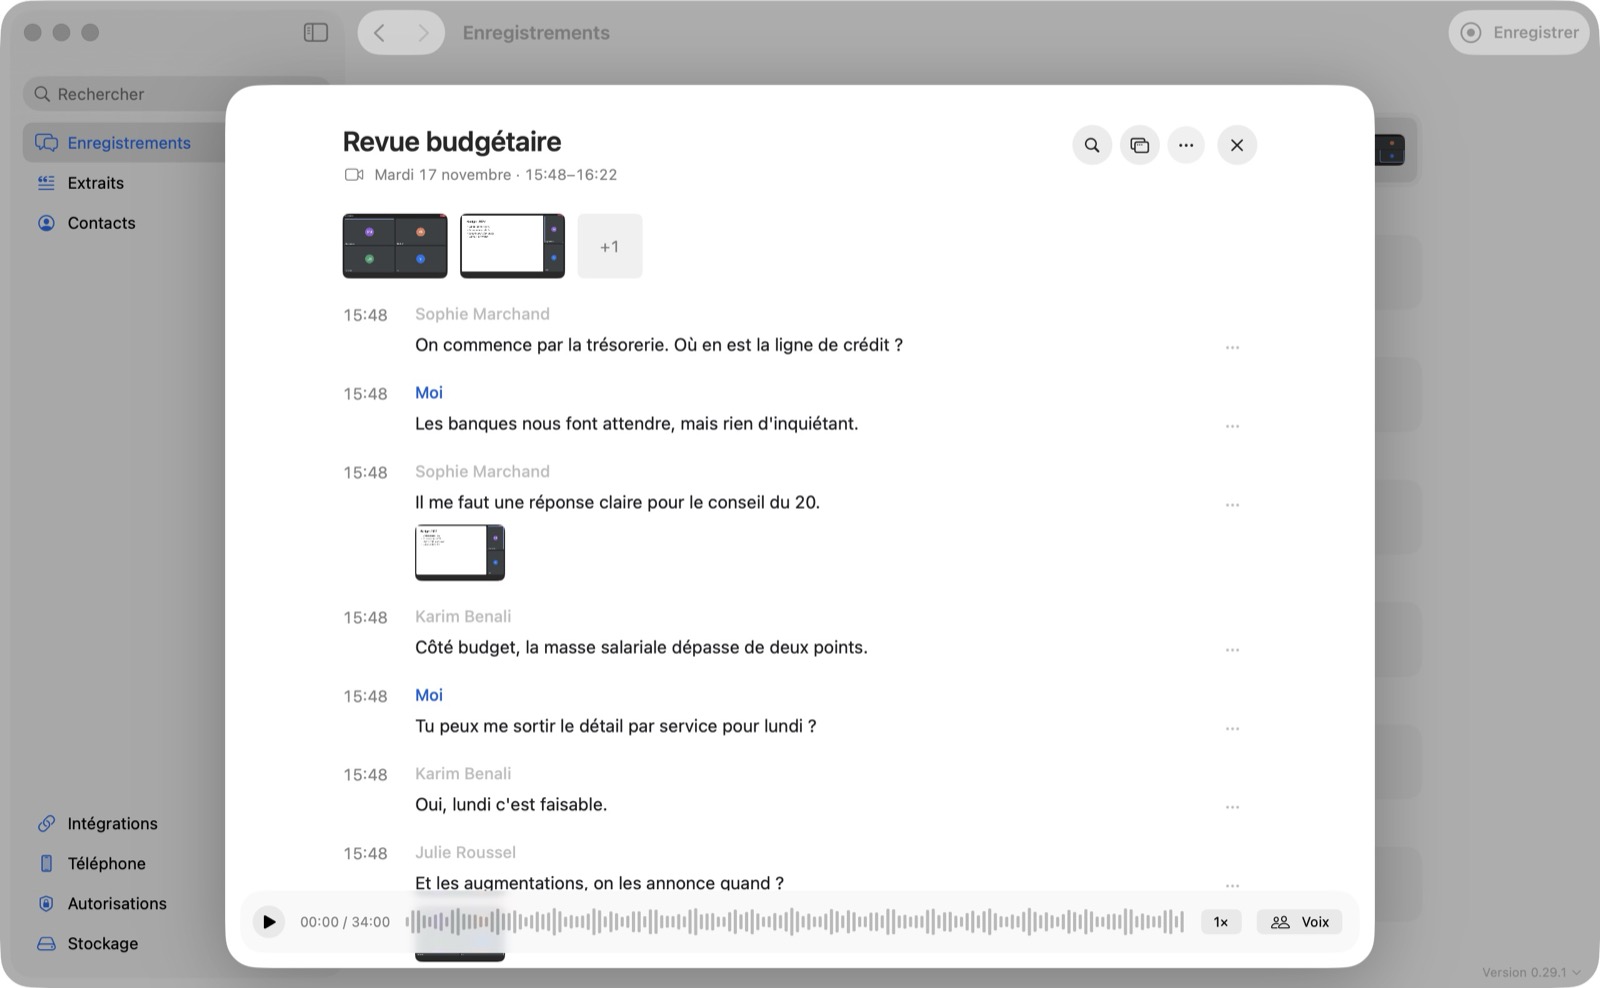 Enregistrements
Enregistrer
Rechercher
Enregistrements
Extraits
Contacts
Intégrations
Téléphone
Autorisations
Stockage
Revue budgétaire
Mardi 17 novembre · 15:48–16:22
+1
15:48 Sophie Marchand
On commence par la trésorerie. Où en est la ligne de crédit ?
15:48 Moi
Les banques nous font attendre, mais rien d'inquiétant.
15:48 Sophie Marchand
Il me faut une réponse claire pour le conseil du 20.
15:48 Karim Benali
Côté budget, la masse salariale dépasse de deux points.
15:48 Moi
Tu peux me sortir le détail par service pour lundi ?
15:48 Karim Benali
Oui, lundi c'est faisable.
15:48 Julie Roussel
Et les augmentations, on les annonce quand ?
00:00 / 34:00
1×
Voix
Version 0.29.1